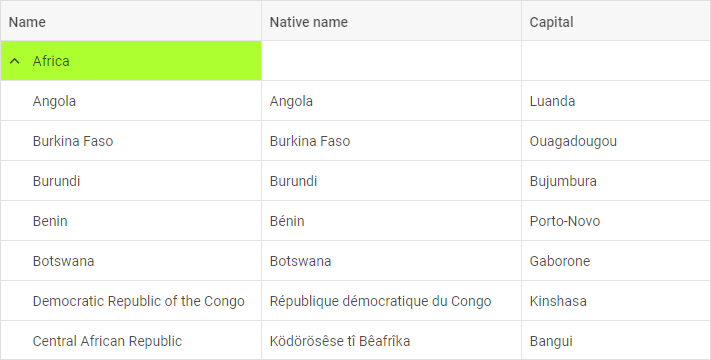 Name Native name Capital
Africa
Angola Angola Luanda
Burkina Faso Burkina Faso Ouagadougou
Burundi Burundi Bujumbura
Benin Bénin Porto-Novo
Botswana Botswana Gaborone
Democratic Republic of the Congo République démocratique du Congo Kinshasa
Central African Republic Ködörösêse tî Bêafrîka Bangui